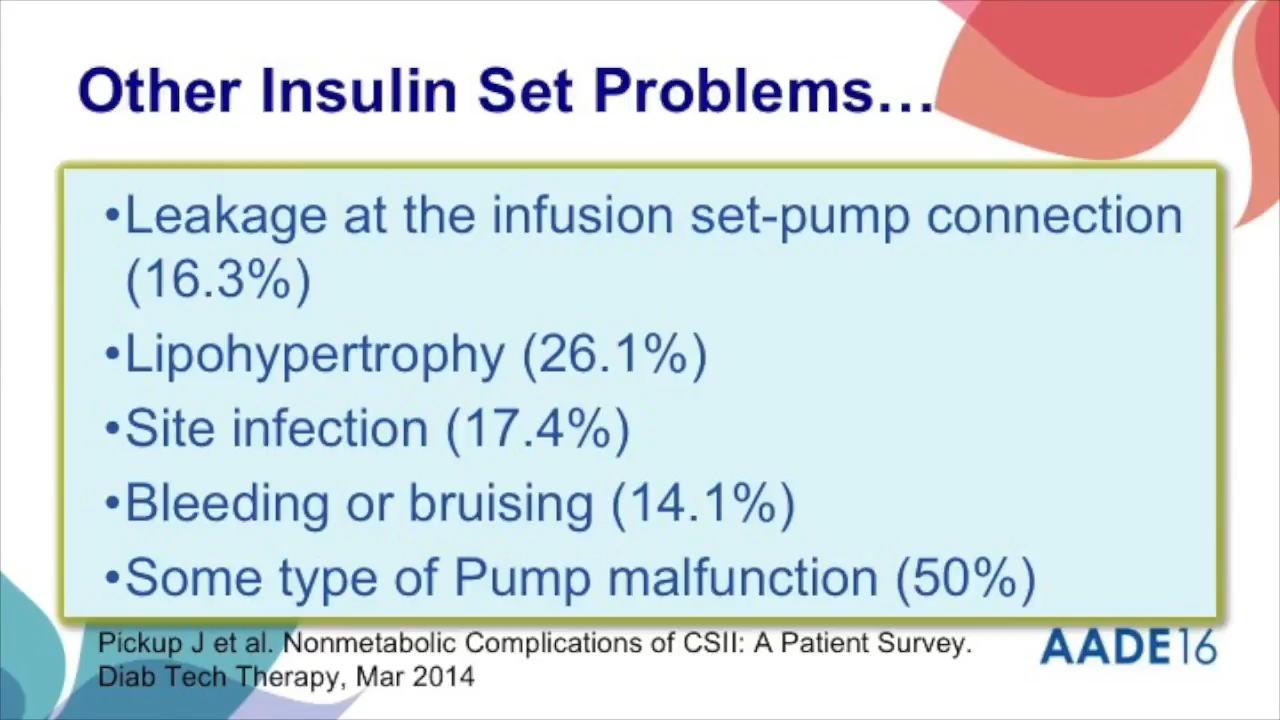 Other Insulin Set Problems…
•Leakage at the infusion set-pump connection
(16.3%)
•Lipohypertrophy (26.1%)
•Site infection (17.4%)
•Bleeding or bruising (14.1%)
•Some type of Pump malfunction (50%)
Pickup J et al. Nonmetabolic Complications of CSII: A Patient Survey.
Diab Tech Therapy, Mar 2014
AADE16